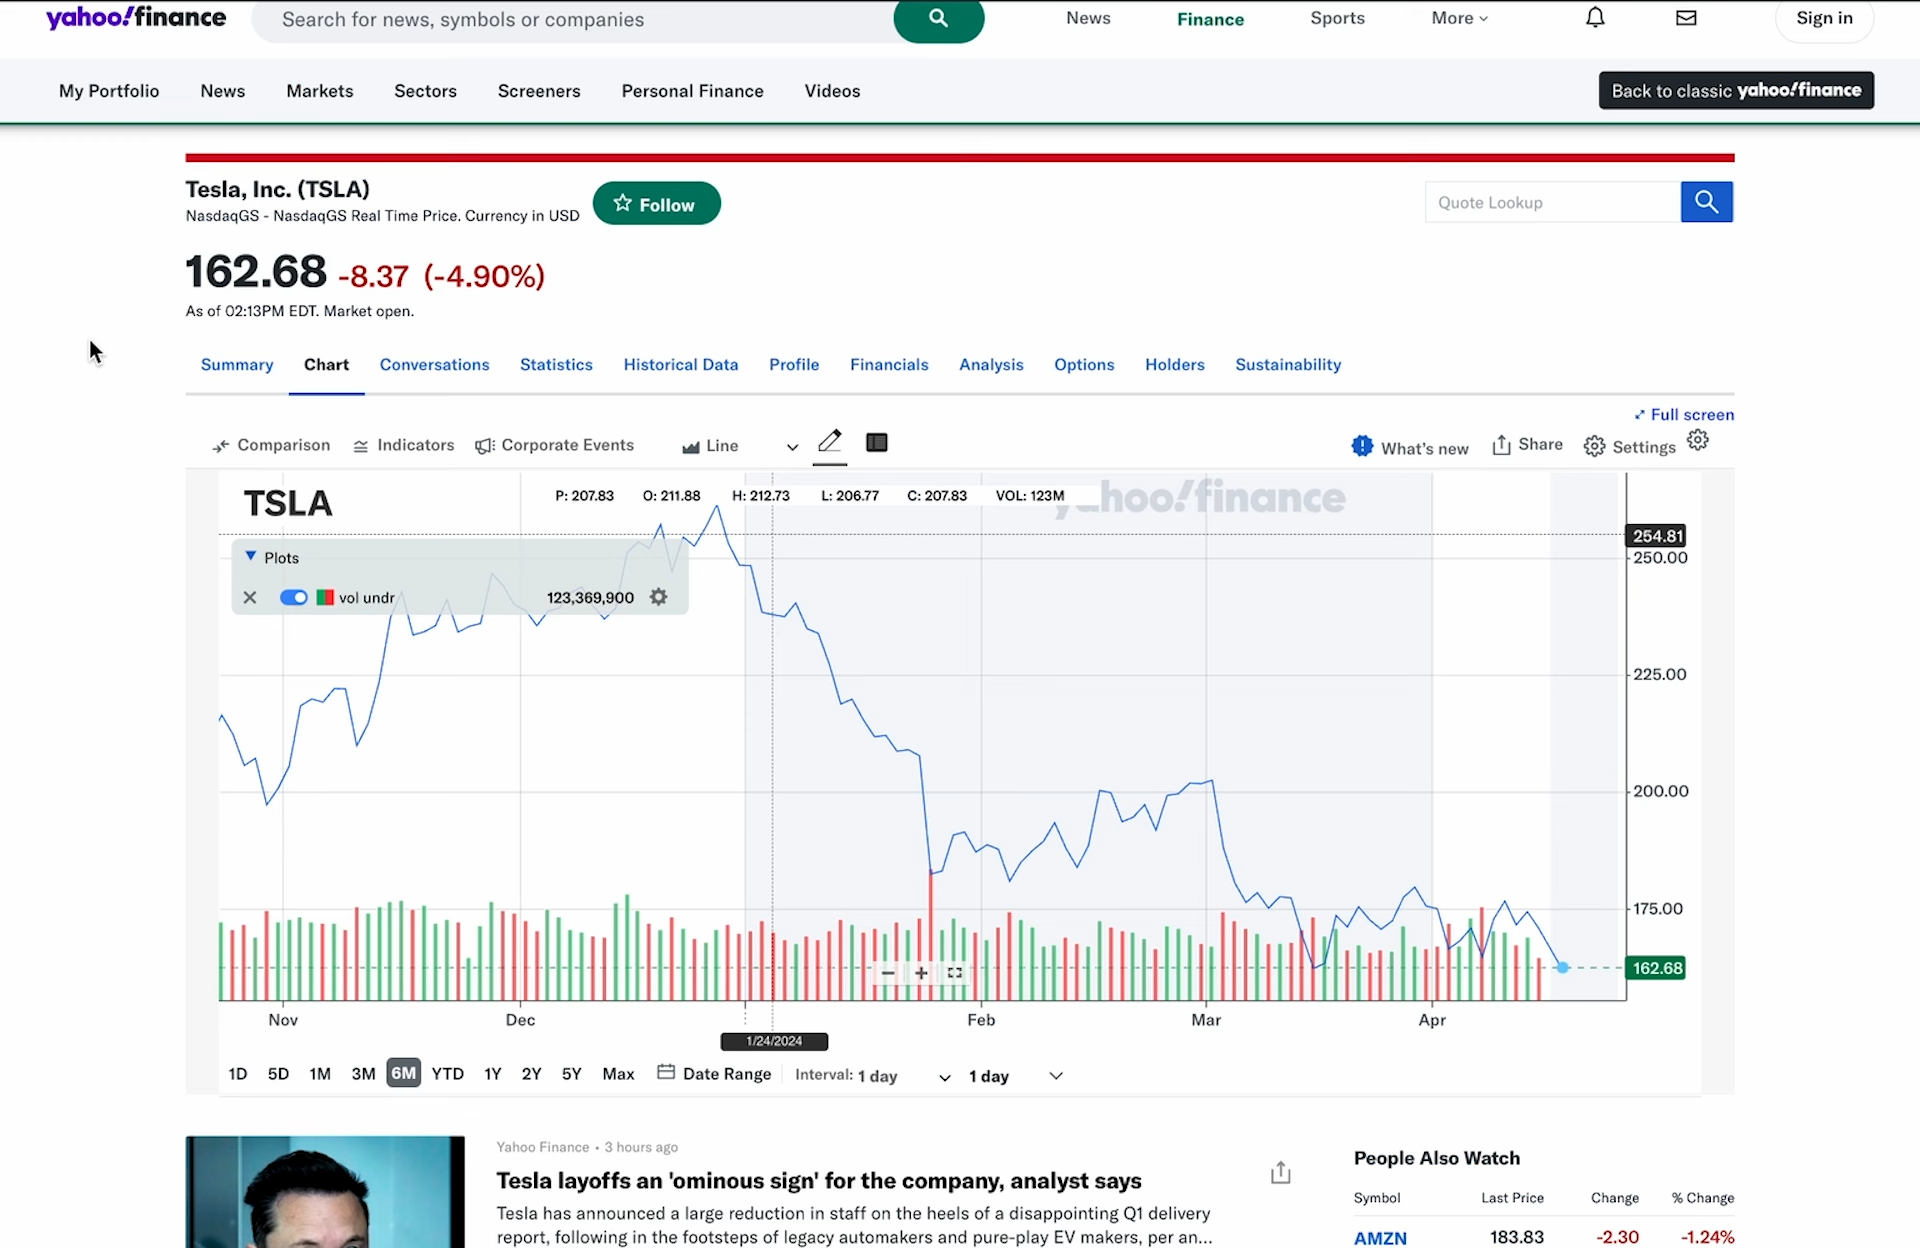 yahoo!finance
Search for news, symbols or companies
News
Finance
Sports
More
Sign in
My Portfolio
News
Markets
Sectors
Screeners
Personal Finance
Videos
Back to classic yahoo!finance
Tesla, Inc. (TSLA)
NasdaqGS - NasdaqGS Real Time Price. Currency in USD
Follow
Quote Lookup
162.68 -8.37 (-4.90%)
As of 02:13PM EDT. Market open.
Summary
Chart
Conversations
Statistics
Historical Data
Profile
Financials
Analysis
Options
Holders
Sustainability
Full screen
Comparison
Indicators
Corporate Events
Line
What's new
Share
Settings
TSLA
P: 207.83 O: 211.88 H: 212.73 L: 206.77 C: 207.83 VOL: 123M
yahoo!finance
254.81
250.00
Plots
vol undr 123,369,900
225.00
200.00
175.00
162.68
Nov
Dec
Feb
Mar
Apr
1/24/2024
1D 5D 1M 3M 6M YTD 1Y 2Y 5Y Max
Date Range
Interval: 1 day
1 day
Yahoo Finance • 3 hours ago
Tesla layoffs an 'ominous sign' for the company, analyst says
Tesla has announced a large reduction in staff on the heels of a disappointing Q1 delivery
report, following in the footsteps of legacy automakers and pure-play EV makers, per an...
People Also Watch
Symbol Last Price Change % Change
AMZN 183.83 -2.30 -1.24%